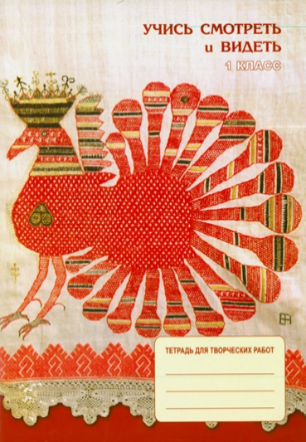 УЧИСЬ СМОТРЕТЬ
и ВИДЕТЬ
1 КЛАСС
ТЕТРАДЬ ДЛЯ ТВОРЧЕСКИХ РАБОТ